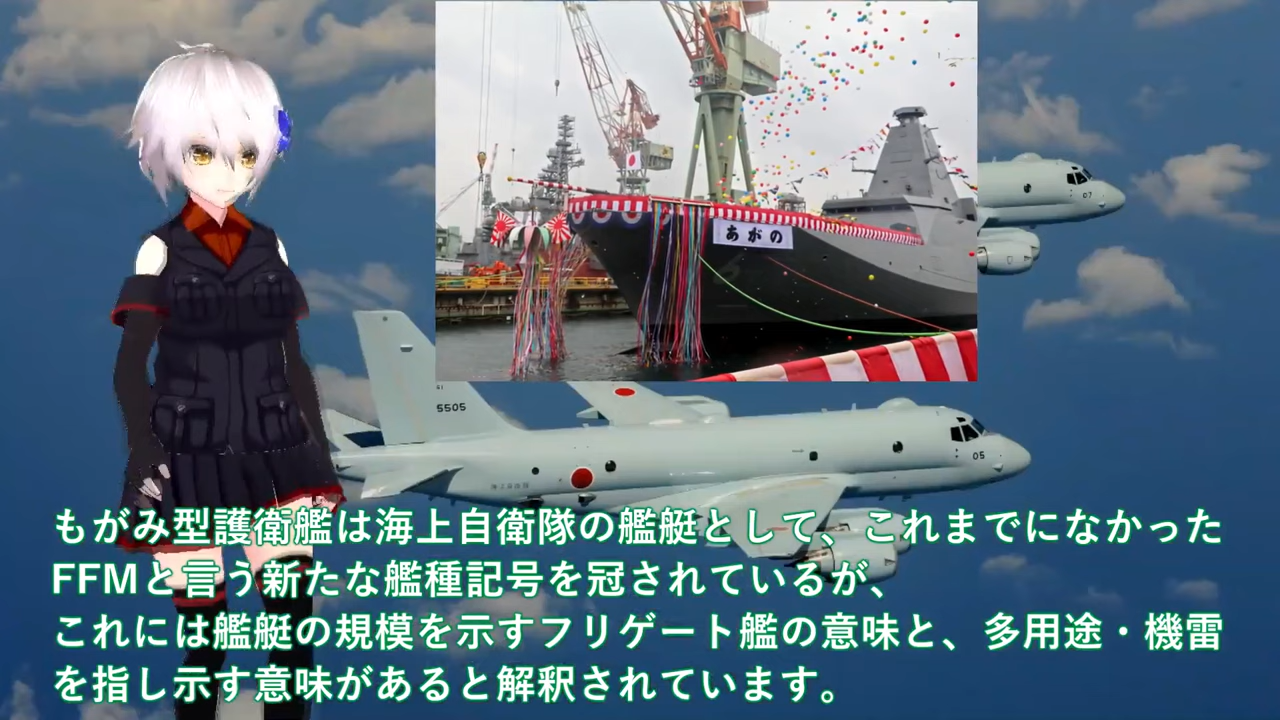 あがの
07
5505
05
もがみ型護衛艦は海上自衛隊の艦艇として、これまでになかった
FFMと言う新たな艦種記号を冠されているが、
これには艦艇の規模を示すフリゲート艦の意味と、多用途・機雷
を指し示す意味があると解釈されています。